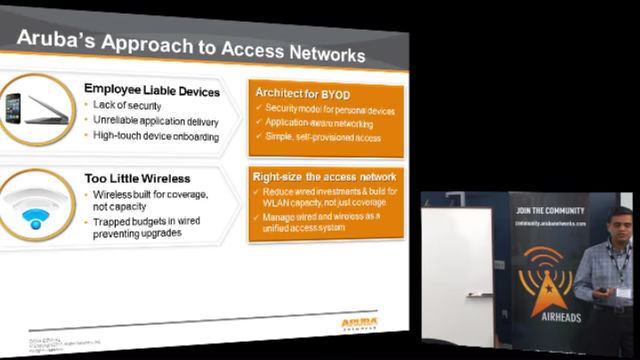 Aruba's Approach to Access Networks
Employee Liable Devices
• Lack of security
• Unreliable application delivery
• High-touch device onboarding
Architect for BYOD
✓ Security model for personal devices
✓ Application-aware networking
✓ Simple, self-provisioned access
Too Little Wireless
• Wireless built for coverage,
not capacity
• Trapped budgets in wired
preventing upgrades
Right-size the access network
✓ Reduce wired investments & build for
WLAN capacity, not just coverage
✓ Manage wired and wireless as a
unified access system
ARUBA
NETWORKS
JOIN THE COMMUNITY
community.arubanetworks.com
AIRHEADS